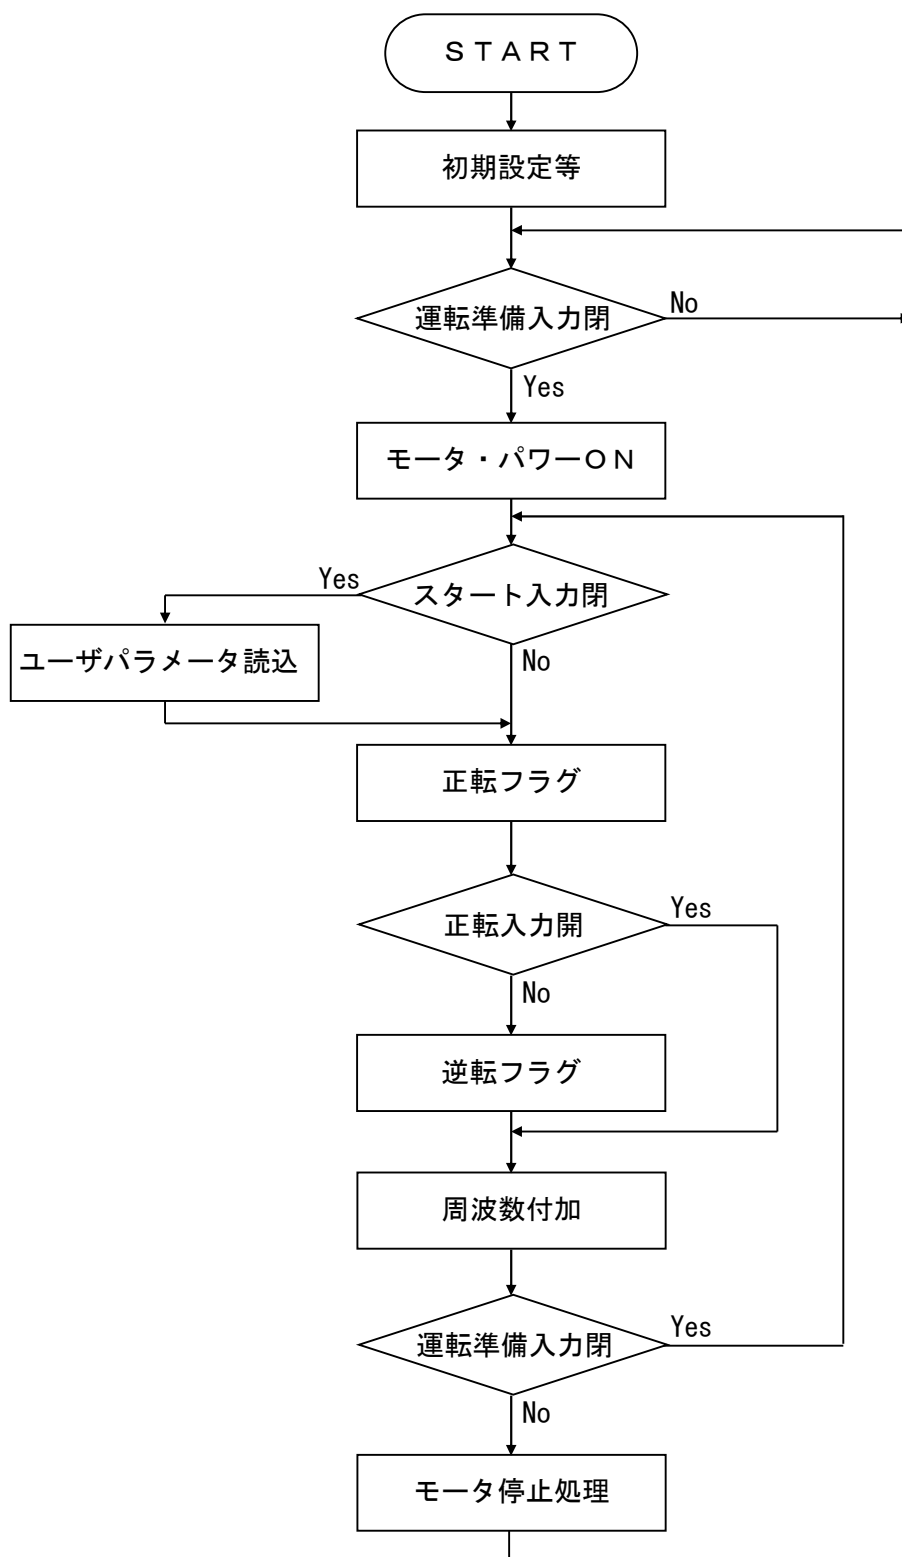 ＳＴＡＲＴ
初期設定等
運転準備入力閉
No
Yes
モータ・パワーＯＮ
スタート入力閉
Yes
No
ユーザパラメータ読込
正転フラグ
正転入力開
Yes
No
逆転フラグ
周波数付加
運転準備入力閉
Yes
No
モータ停止処理